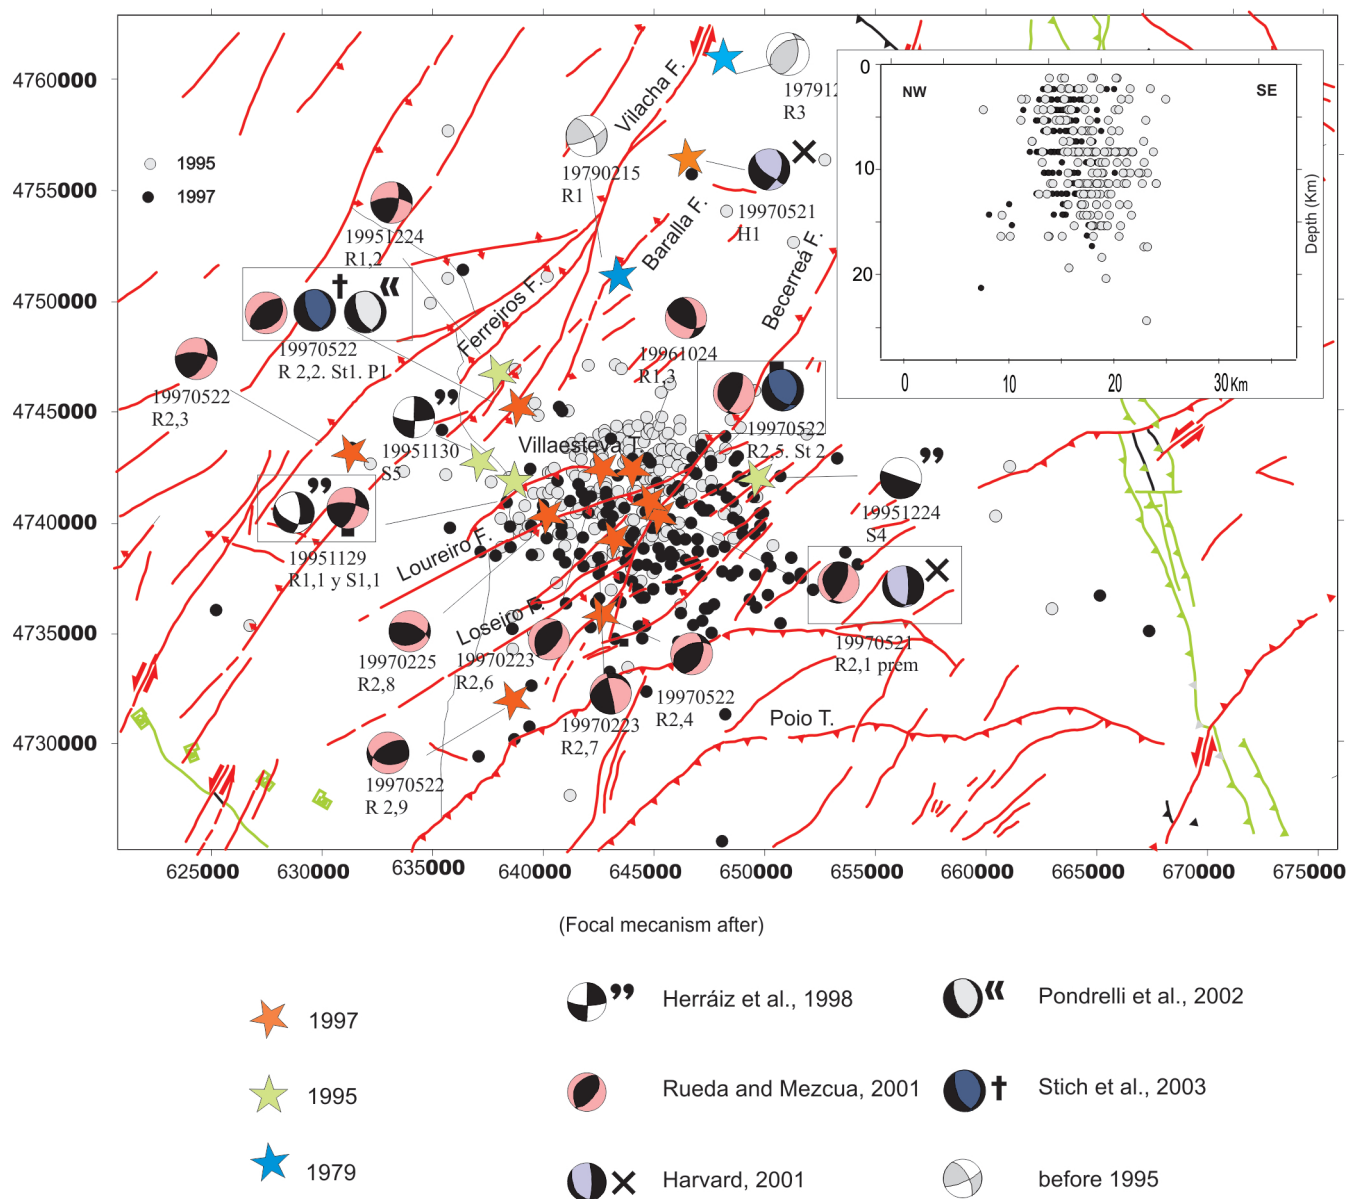 4760000
4755000
4750000
4745000
4740000
4735000
4730000
1995
1997
Vilacha F.
197912
R3
19790215
R1
19970521
H1
Baralla F.
Becerreá F.
19951224
R1,2
Ferreiros F.
19970522
R 2,2. St1. P1
19961024
R1,3
19970522
R2,3
19951130
S5
Villaesteva T.
19970522
R2,5. St 2
19951224
S4
19951129
R1,1 y S1,1
Loureiro F.
Loseiro F.
19970225
R2,8
19970223
R2,6
19970521
R2,1 prem
19970522
R2,4
19970223
R2,7
Poio T.
19970522
R 2,9
NW
SE
0
10
20
Depth (Km)
0
10
20
30 Km
625000
630000
635000
640000
645000
650000
655000
660000
665000
670000
675000
(Focal mecanism after)
1997
1995
1979
Herráiz et al., 1998
Rueda and Mezcua, 2001
Harvard, 2001
Pondrelli et al., 2002
Stich et al., 2003
before 1995